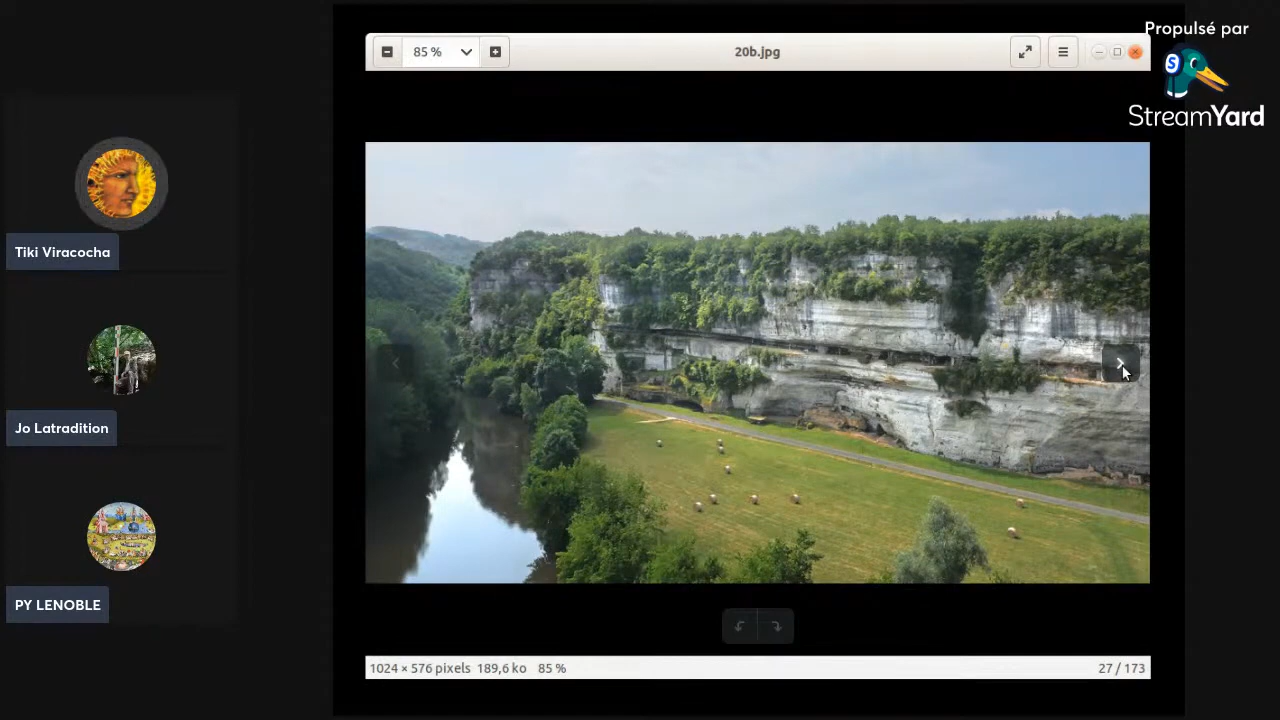 Propulsé par
StreamYard
85 %
20b.jpg
Tiki Viracocha
Jo Latradition
PY LENOBLE
1024 × 576 pixels 189,6 ko 85 %
27 / 173